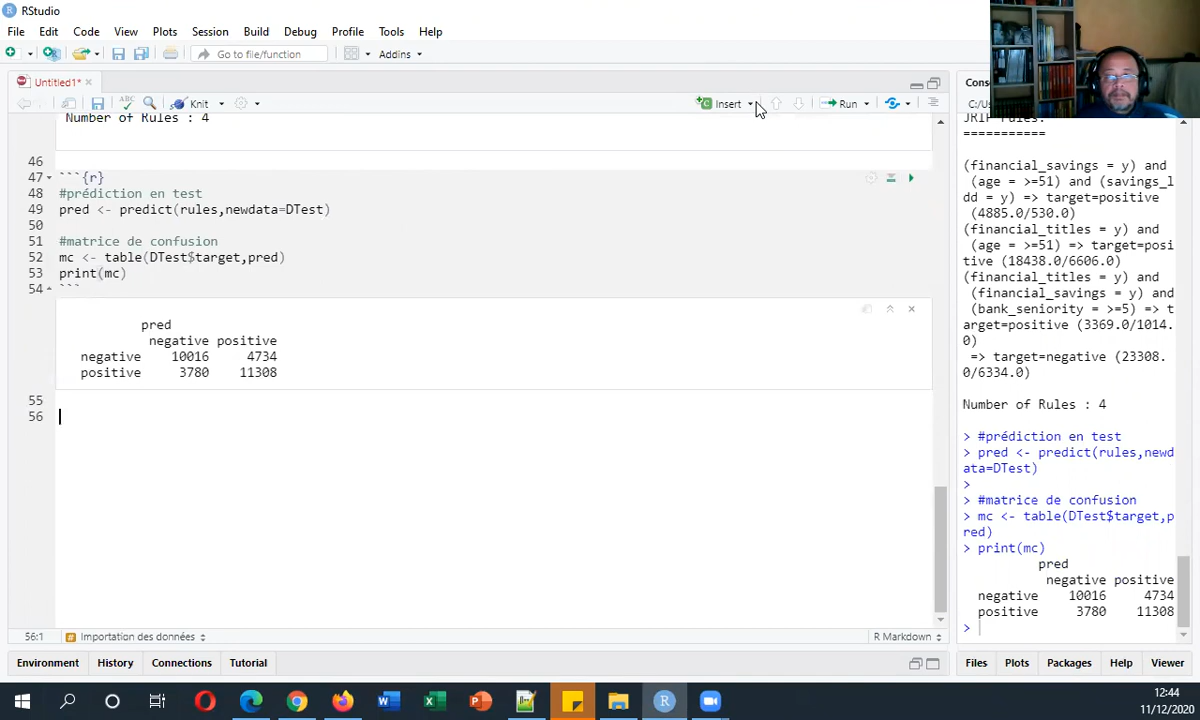 RStudio
File Edit Code View Plots Session Build Debug Profile Tools Help
Go to file/function Addins
Untitled1*
ABC Knit Insert Run
Number of Rules : 4
46
47 ```{r}
48 #prédiction en test
49 pred <- predict(rules,newdata=DTest)
50
51 #matrice de confusion
52 mc <- table(DTest$target,pred)
53 print(mc)
54 ```
pred
negative positive
negative 10016 4734
positive 3780 11308
55
56
56:1 # Importation des données R Markdown
Environment History Connections Tutorial
Cons
C:/U
JRIP rules:
===========
(financial_savings = y) and
(age = >=51) and (savings_l
dd = y) => target=positive
(4885.0/530.0)
(financial_titles = y) and
(age = >=51) => target=posi
tive (18438.0/6606.0)
(financial_titles = y) and
(financial_savings = y) and
(bank_seniority = >=5) => t
arget=positive (3369.0/1014.
0)
=> target=negative (23308.
0/6334.0)
Number of Rules : 4
> #prédiction en test
> pred <- predict(rules,newd
ata=DTest)
>
> #matrice de confusion
> mc <- table(DTest$target,p
red)
> print(mc)
pred
negative positive
negative 10016 4734
positive 3780 11308
>
Files Plots Packages Help Viewer
12:44
11/12/2020